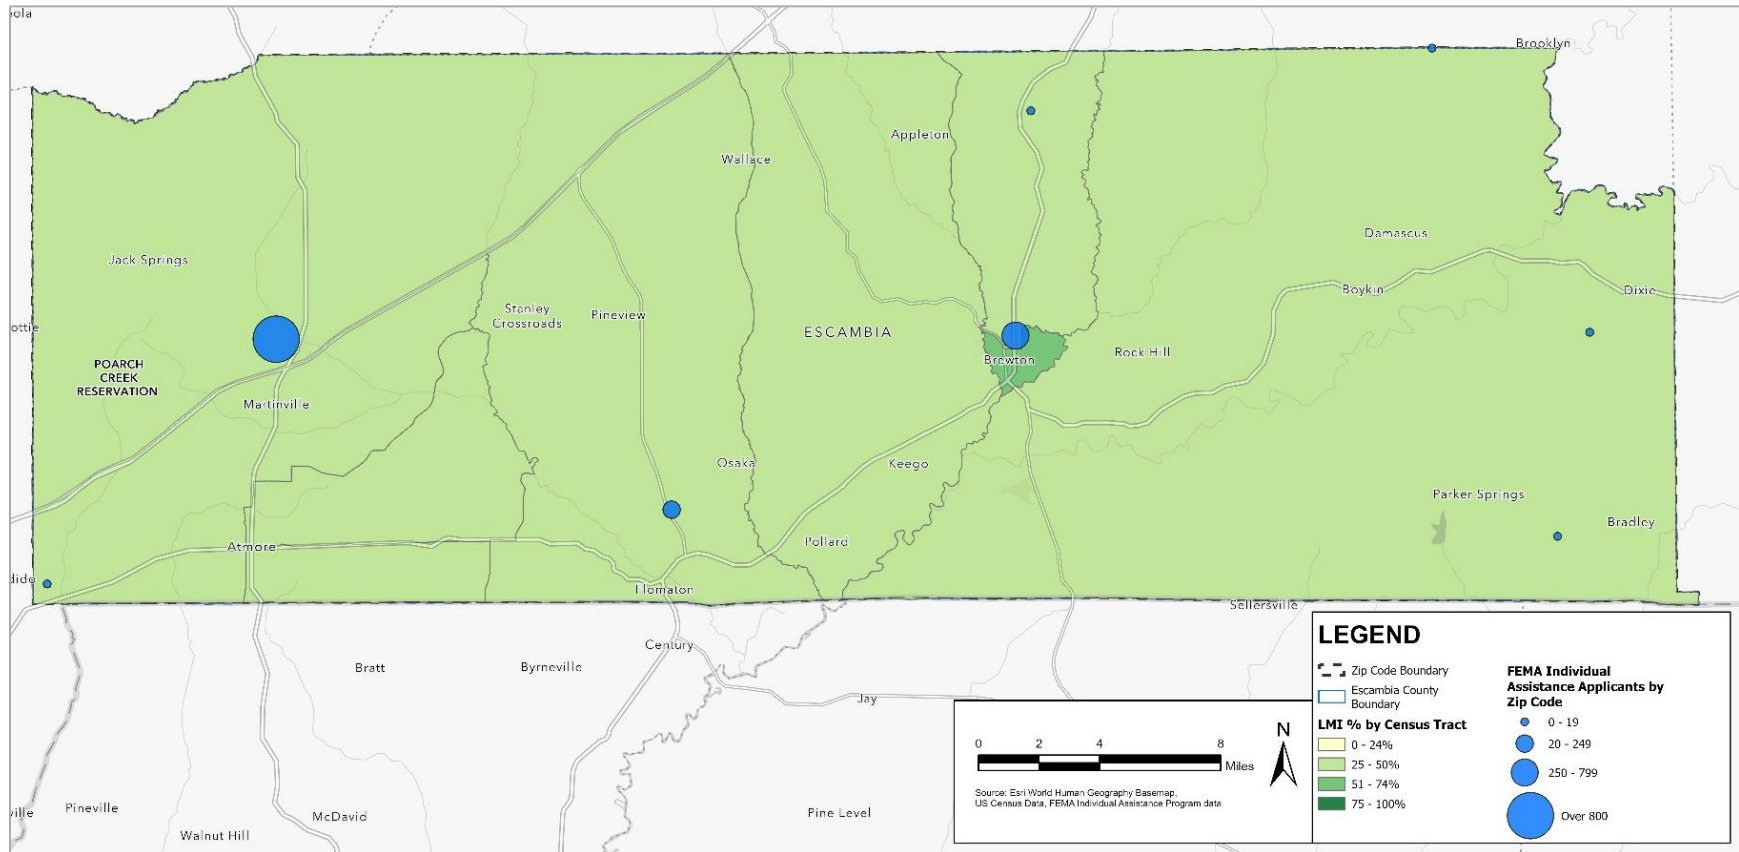 ola
Brooklyn
Appleton
Wallace
Damascus
Jack Springs
Boykin
Dixie
Stanley
Crossroads
Pineview
ESCAMBIA
ottie
POARCH
CREEK
RESERVATION
Brewton
Rock Hill
Martinville
Osaka
Keego
Parker Springs
Bradley
Atmore
Pollard
dido
Flomaton
Sellersville
Century
Bratt
Byrneville
Jay
ville
Pineville
McDavid
Walnut Hill
Pine Level
0 2 4 8
Miles
N
Source: Esri World Human Geography Basemap,
US Census Data, FEMA Individual Assistance Program data
LEGEND
Zip Code Boundary
Escambia County
Boundary
LMI % by Census Tract
0 - 24%
25 - 50%
51 - 74%
75 - 100%
FEMA Individual
Assistance Applicants by
Zip Code
0 - 19
20 - 249
250 - 799
Over 800